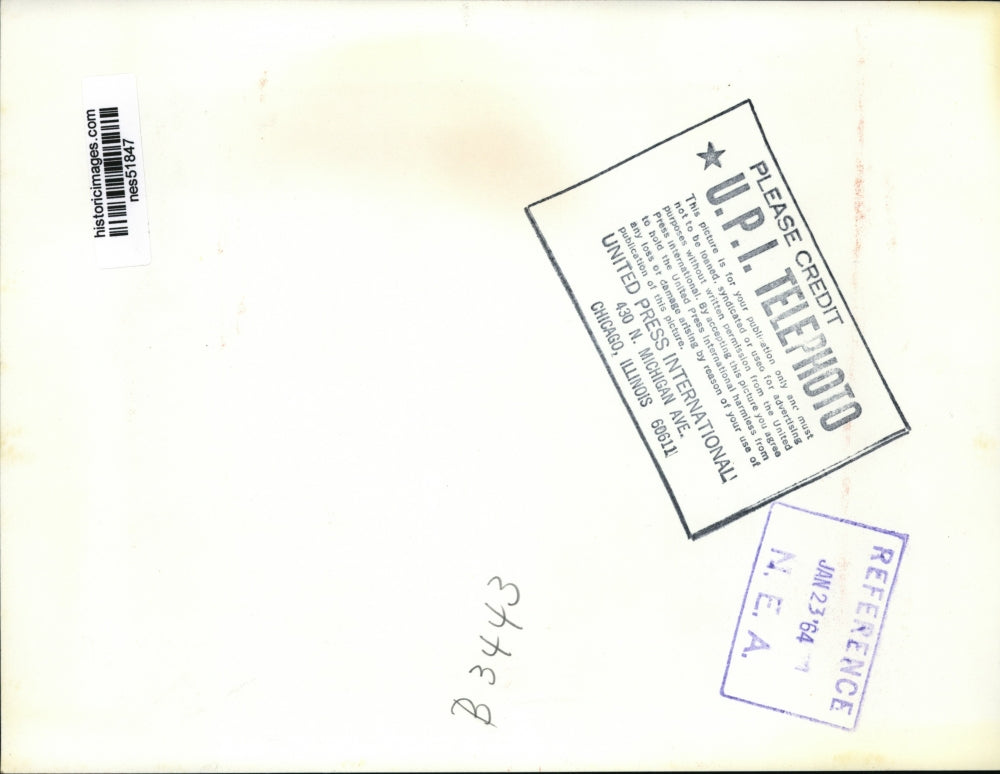 historicimages.com
nes51847
PLEASE CREDIT
U.P.I. TELEPHOTO
This picture is for your publication only and must
not to be loaned, syndicated or used for advertising
purposes without written permission from the United
Press International. By accepting this picture you agree
to hold the United Press International harmless from
any loss or damage arising by reason of your use of
publication of this picture.
UNITED PRESS INTERNATIONAL
430 N. MICHIGAN AVE.
CHICAGO, ILLINOIS 60611
REFERENCE
JAN 23 '64
N. E. A.
B 3443